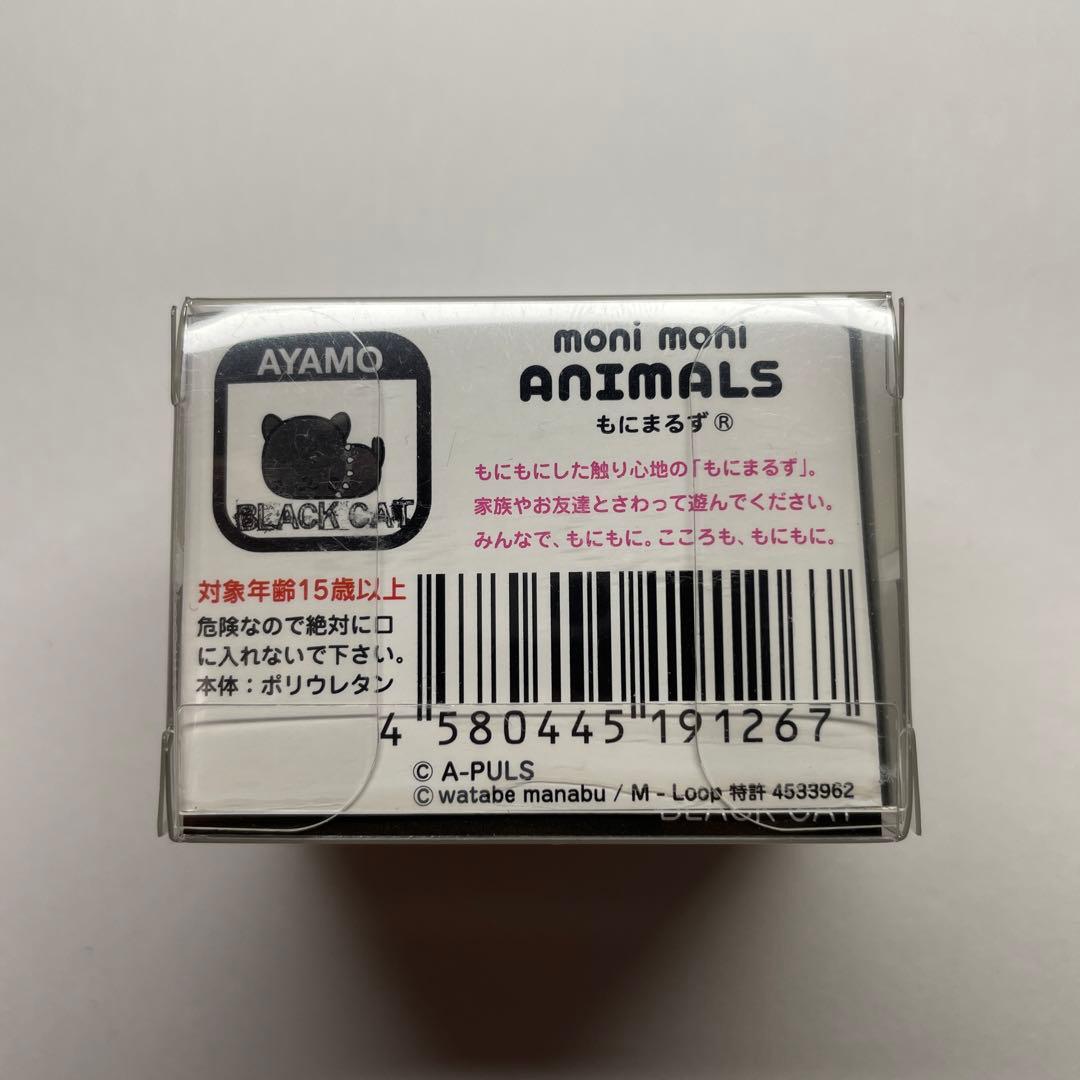 AYAMO
BLACK CAT
moni moni
ANIMALS
もにまるず®
もにもにした触り心地の「もにまるず」。
家族やお友達とさわって遊んでください。
みんなで、もにもに。こころも、もにもに。
対象年齢15歳以上
危険なので絶対に口
に入れないで下さい。
本体：ポリウレタン
4 580445 191267
© A-PULS
© watabe manabu / M - Loop 特許 4533962
BLACK CAT